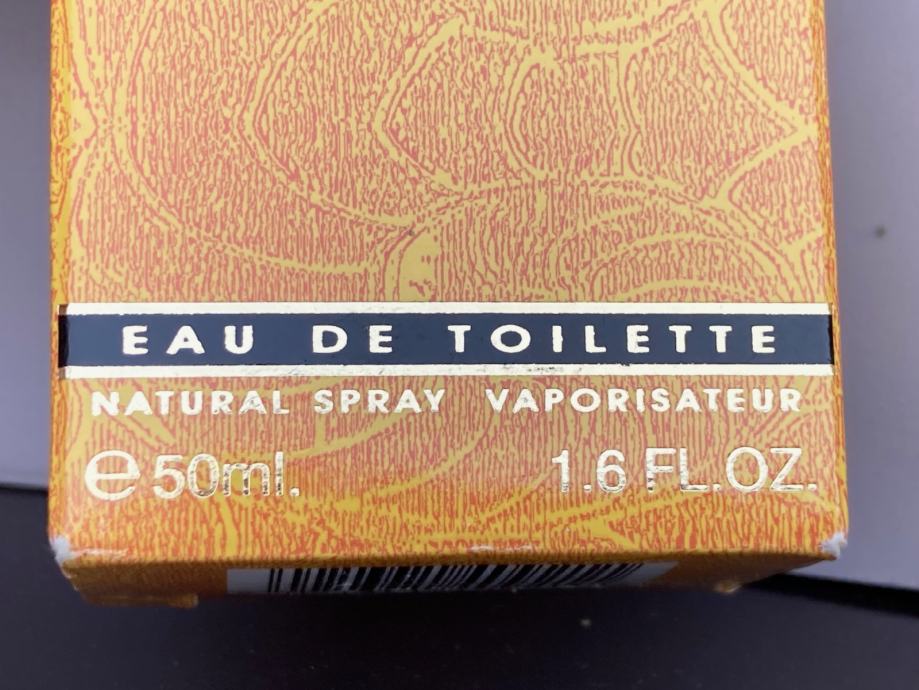 EAU DE TOILETTE
NATURAL SPRAY VAPORISATEUR
℮ 50ml. 1.6 FL.OZ.